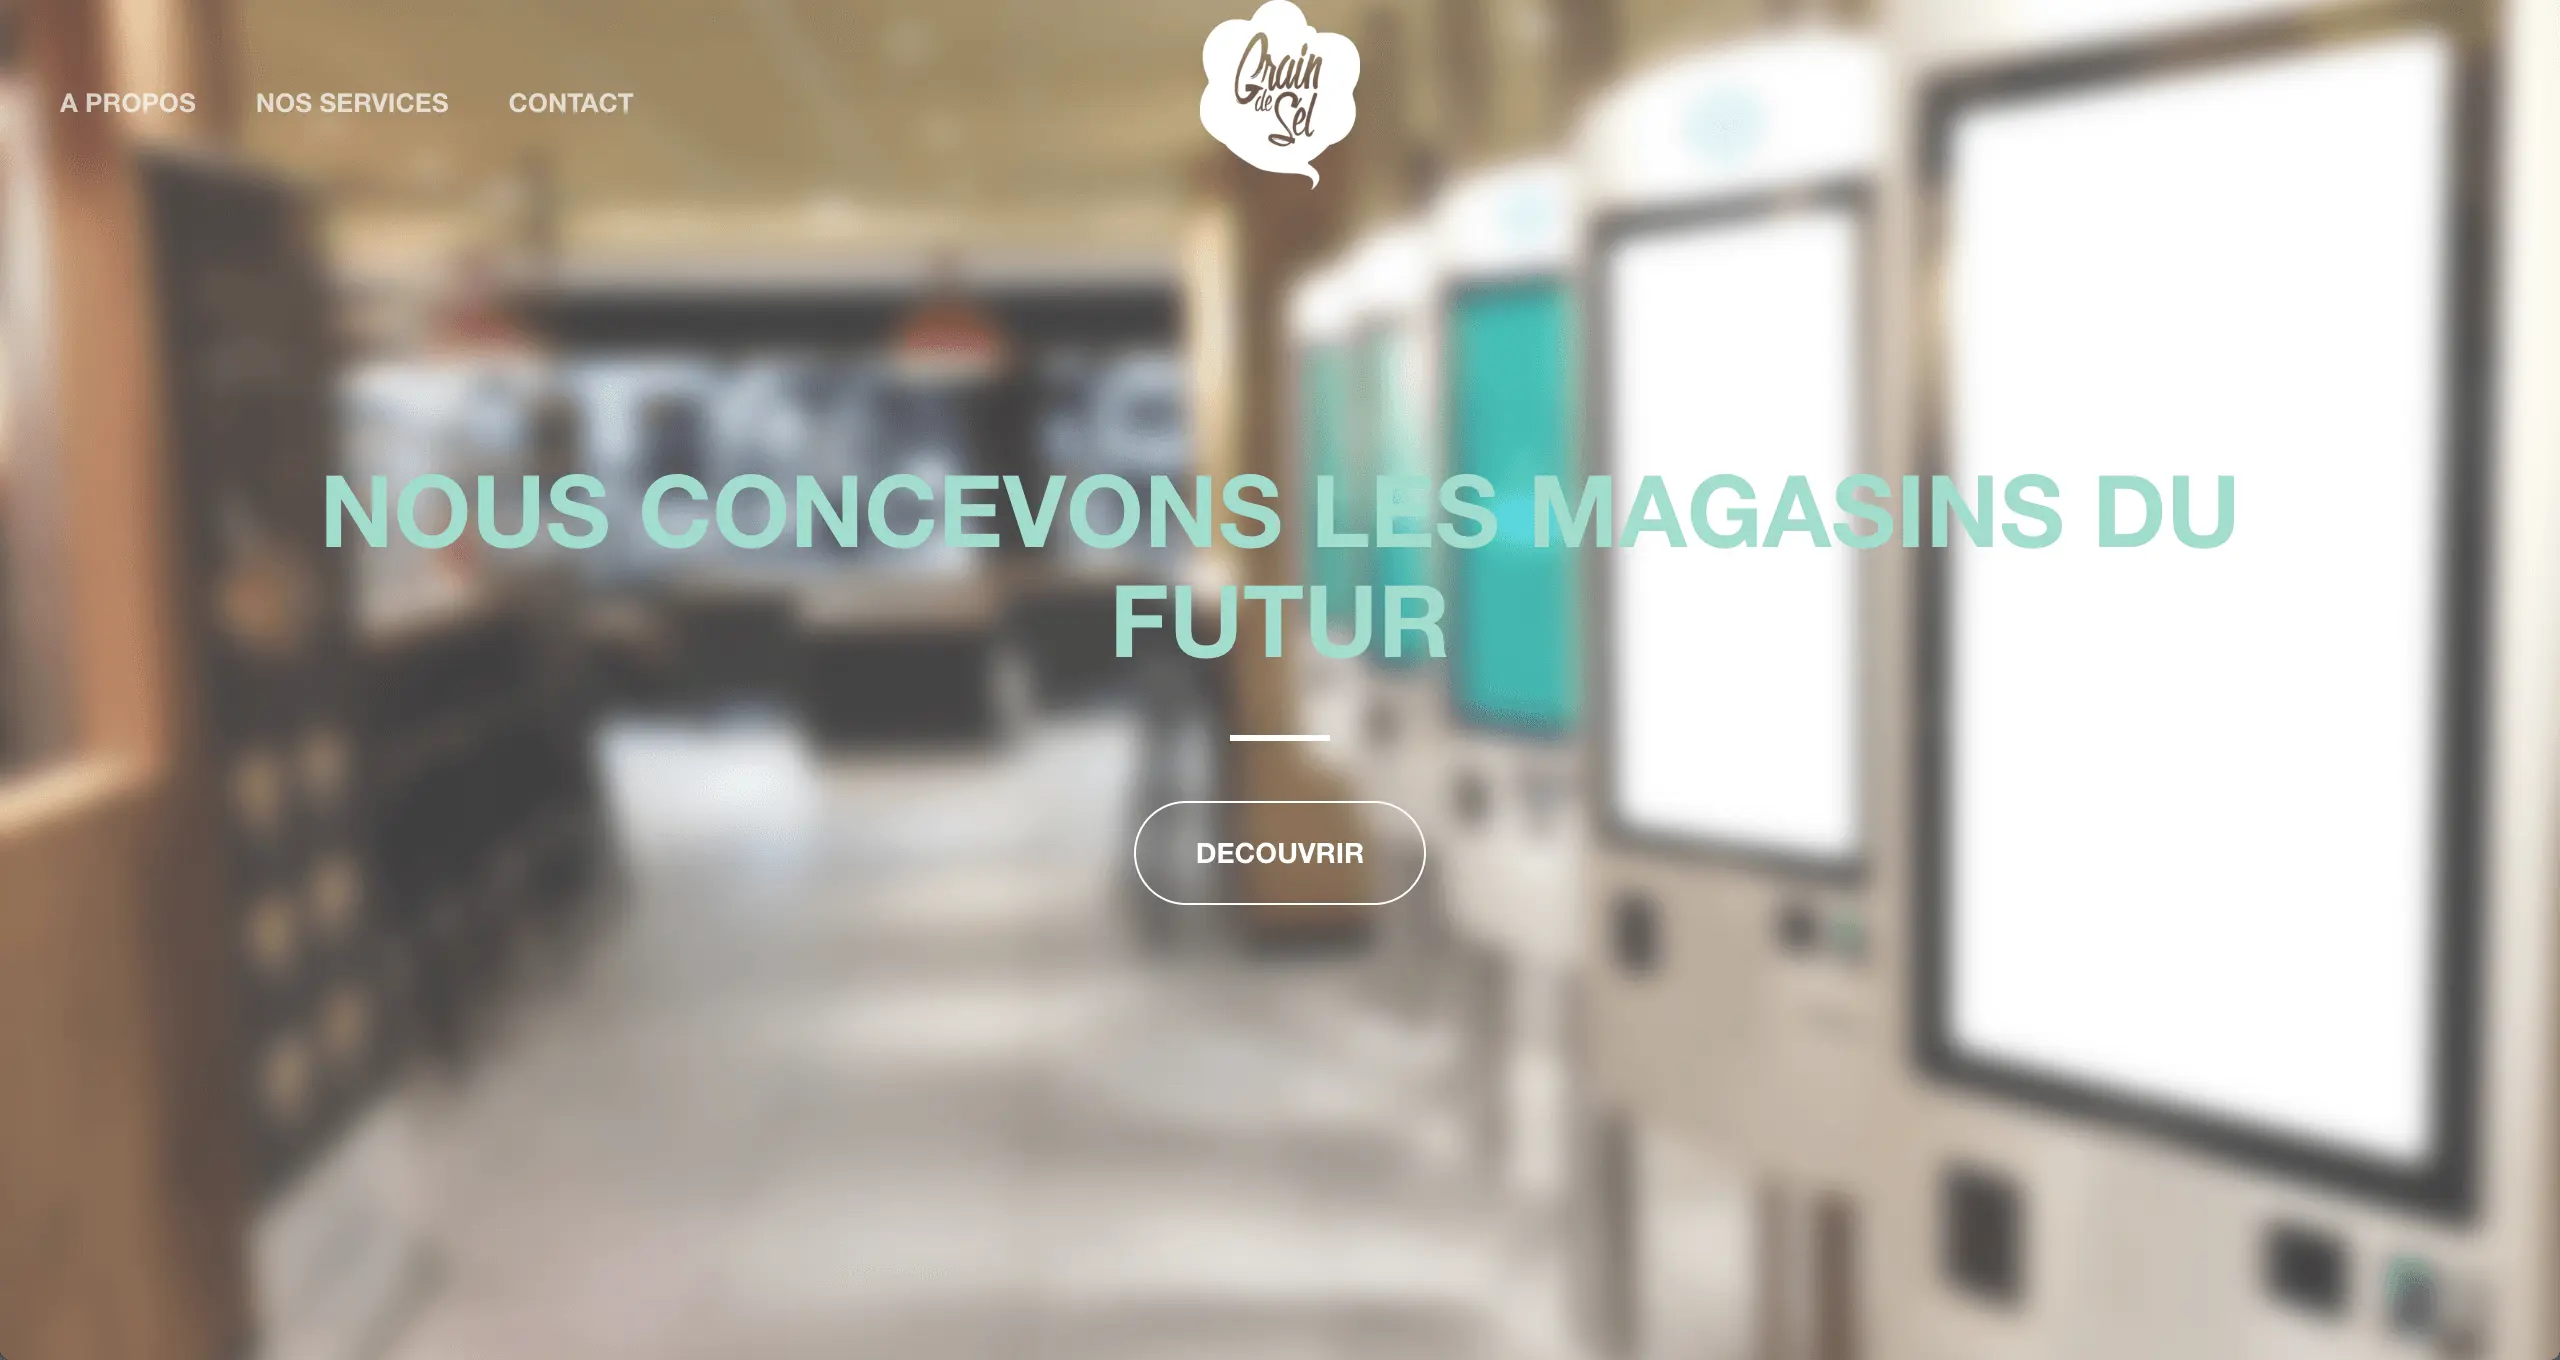 A PROPOS
NOS SERVICES
CONTACT
Grain
de Sel
NOUS CONCEVONS LES MAGASINS DU
FUTUR
DECOUVRIR